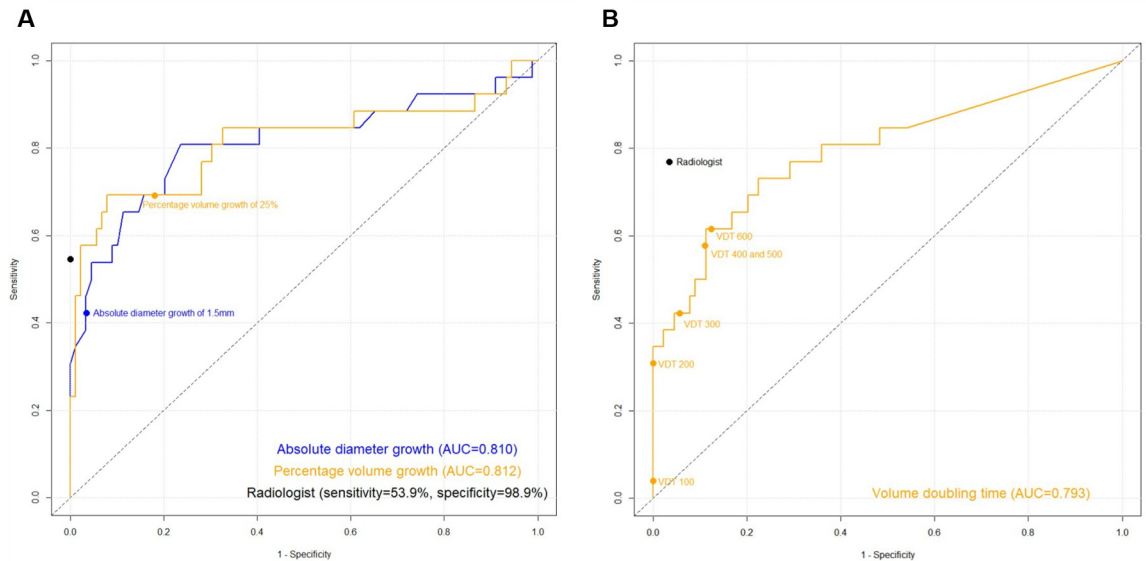 A
B
1.0
0.8
0.6
0.4
0.2
0.0
Sensitivity
Percentage volume growth of 25%
Absolute diameter growth of 1.5mm
Absolute diameter growth (AUC=0.810)
Percentage volume growth (AUC=0.812)
Radiologist (sensitivity=53.9%, specificity=98.9%)
0.0 0.2 0.4 0.6 0.8 1.0
1 - Specificity
1.0
0.8
0.6
0.4
0.2
0.0
Sensitivity
Radiologist
VDT 600
VDT 400 and 500
VDT 300
VDT 200
VDT 100
Volume doubling time (AUC=0.793)
0.0 0.2 0.4 0.6 0.8 1.0
1 - Specificity